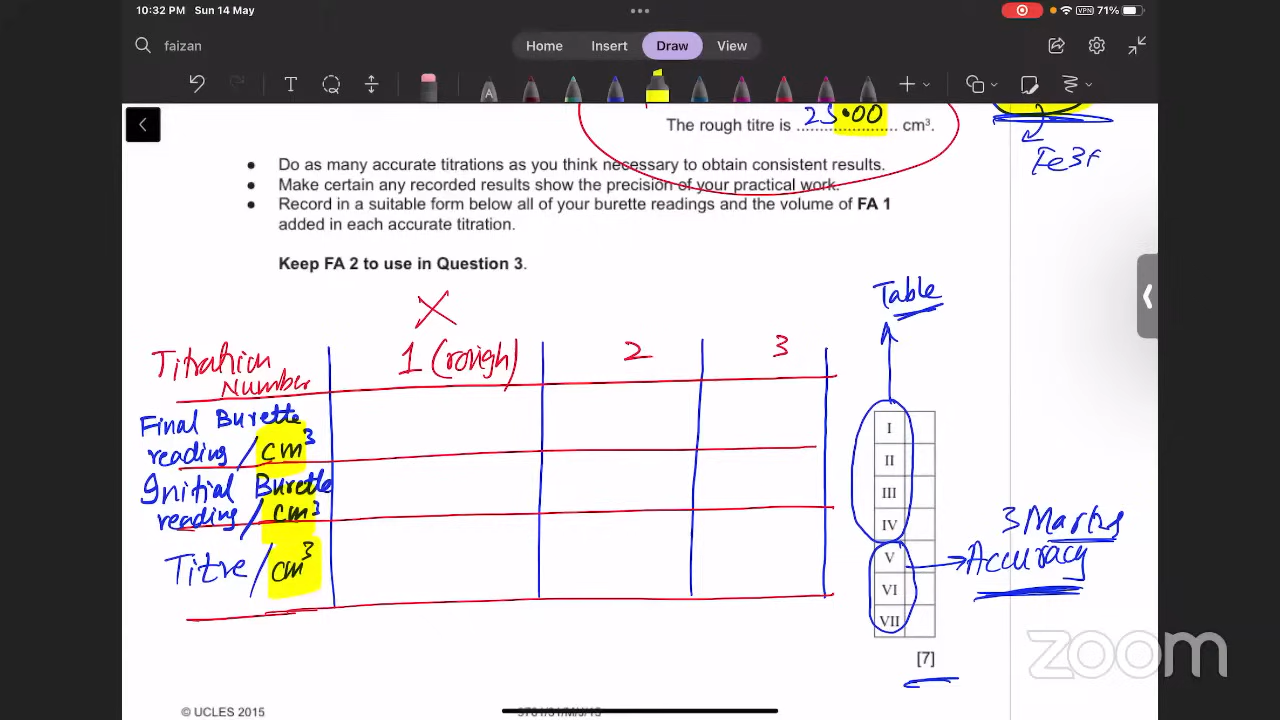 10:32 PM Sun 14 May
VPN 71%
faizan
Home Insert Draw View
The rough titre is 25.00 cm³.
Fe3+
• Do as many accurate titrations as you think necessary to obtain consistent results.
• Make certain any recorded results show the precision of your practical work.
• Record in a suitable form below all of your burette readings and the volume of FA 1
added in each accurate titration.
Keep FA 2 to use in Question 3.
Table
Titration
Number
1 (rough)
2
3
Final Burette
reading / cm³
Initial Burette
reading / cm³
Titre / cm³
I
II
III
IV
V
VI
VII
3 Marks
Accuracy
[7]
zoom
© UCLES 2015